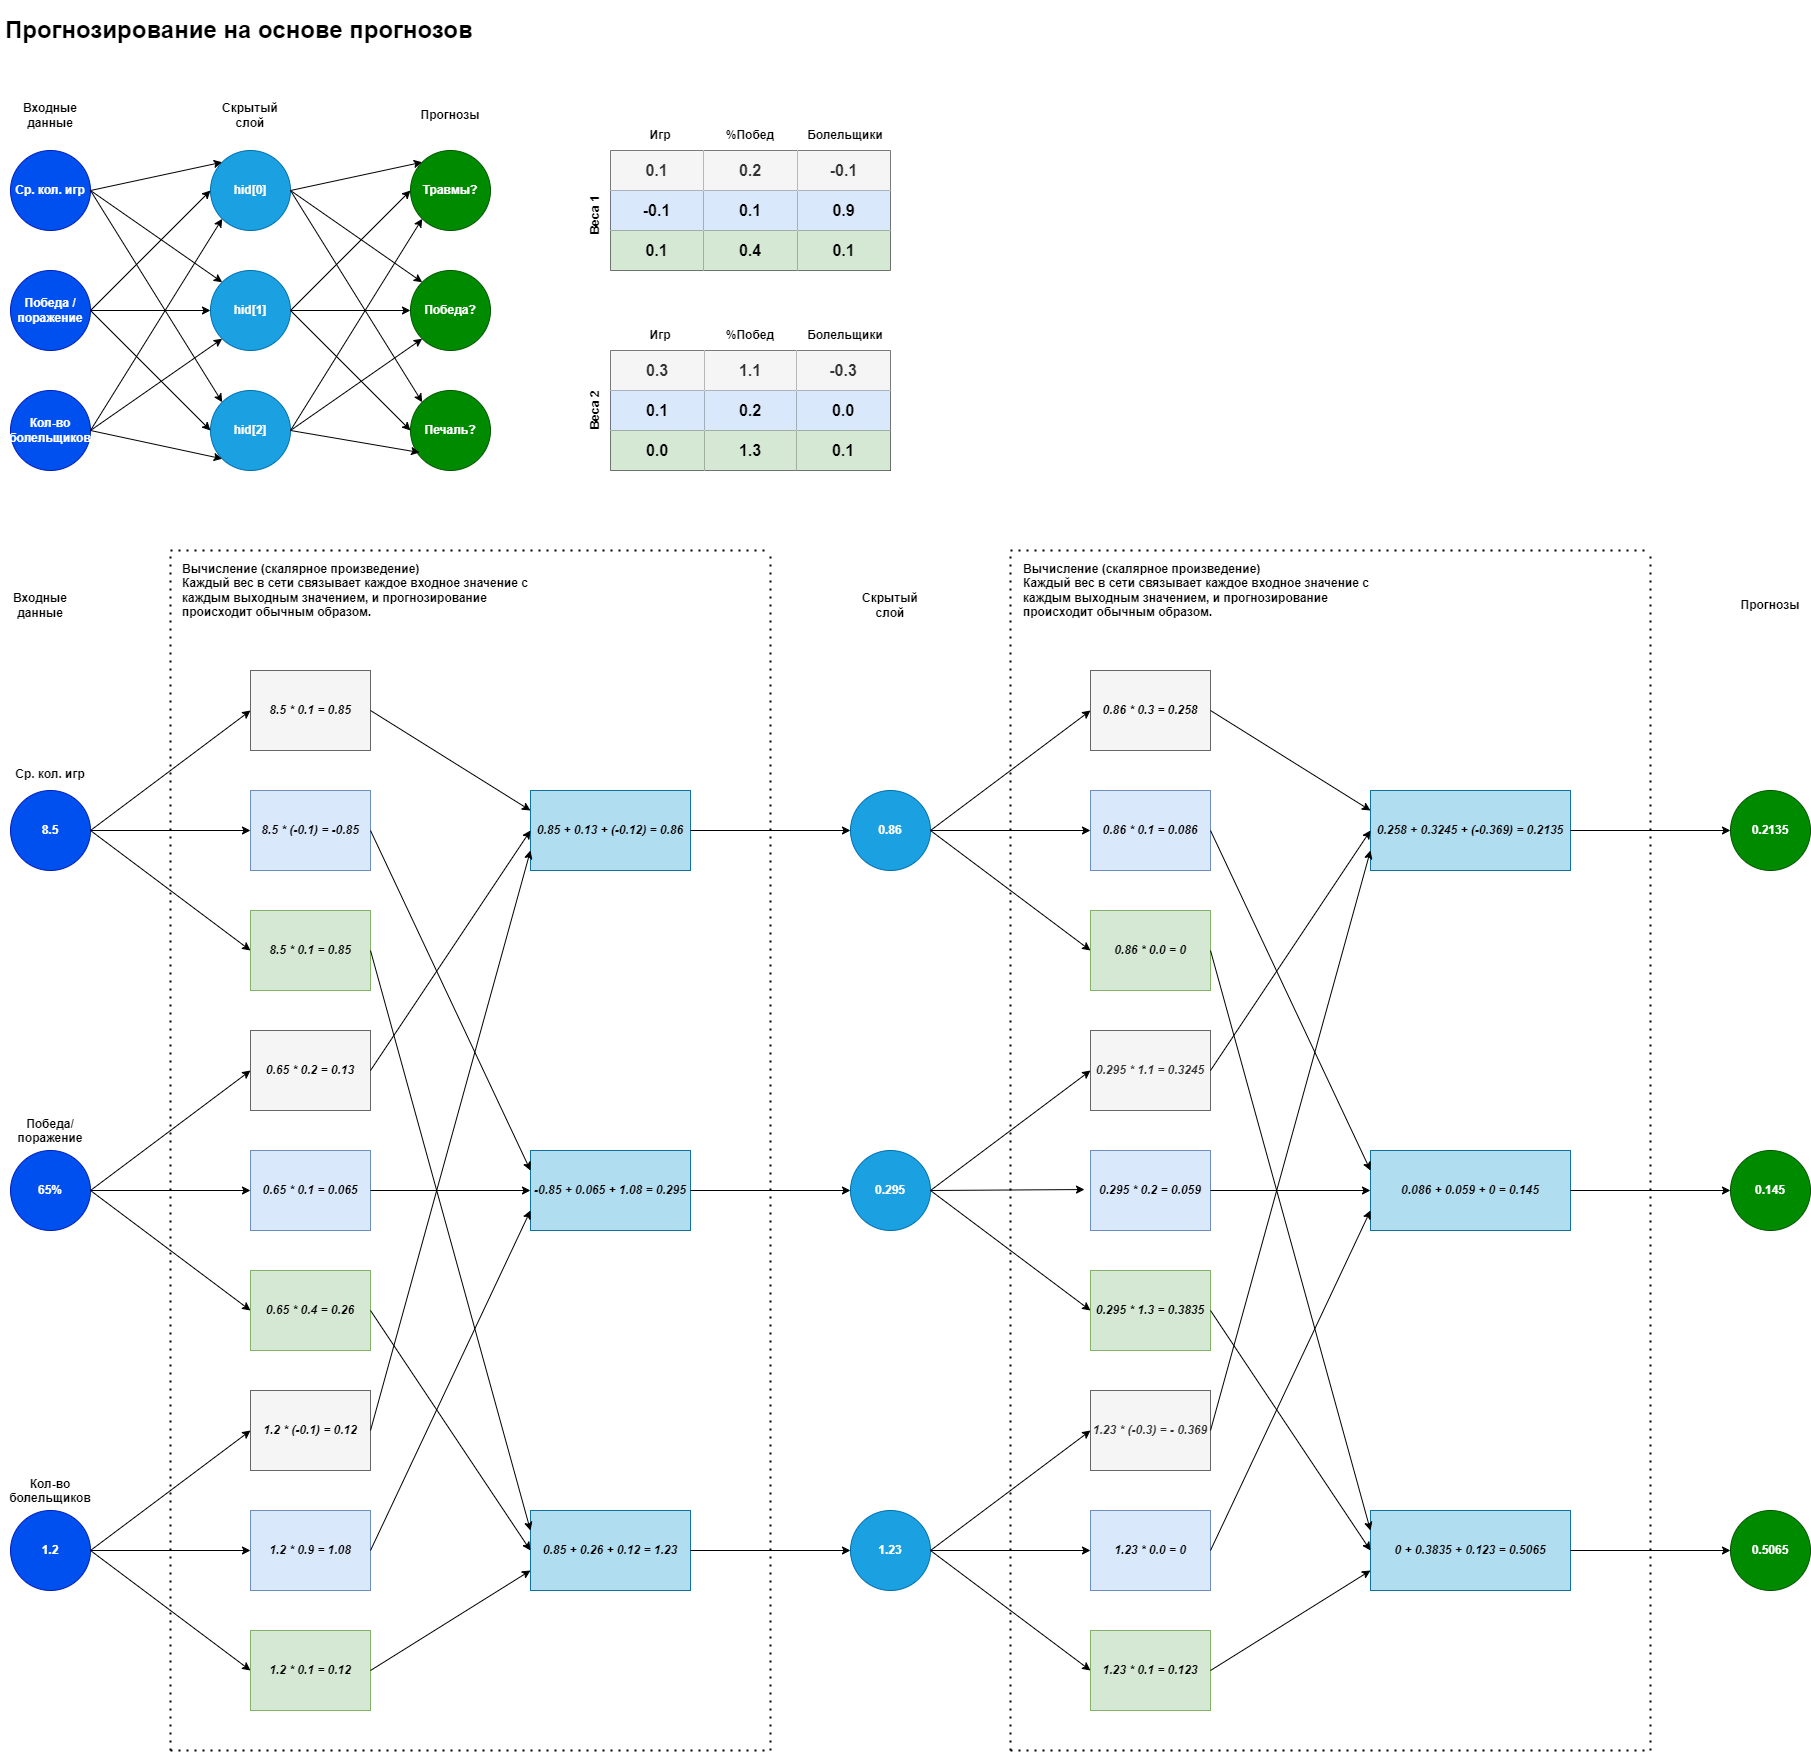 Прогнозирование на основе прогнозов
Входные
данные
Скрытый
слой
Прогнозы
Ср. кол. игр
hid[0]
Травмы?
Победа /
поражение
hid[1]
Победа?
Кол-во
болельщиков
hid[2]
Печаль?
Игр %Побед Болельщики
Веса 1
0.1 0.2 -0.1
-0.1 0.1 0.9
0.1 0.4 0.1
Игр %Побед Болельщики
Веса 2
0.3 1.1 -0.3
0.1 0.2 0.0
0.0 1.3 0.1
Входные
данные
Вычисление (скалярное произведение)
Каждый вес в сети связывает каждое входное значение с
каждым выходным значением, и прогнозирование
происходит обычным образом.
Скрытый
слой
Вычисление (скалярное произведение)
Каждый вес в сети связывает каждое входное значение с
каждым выходным значением, и прогнозирование
происходит обычным образом.
Прогнозы
Ср. кол. игр
8.5
8.5 * 0.1 = 0.85
8.5 * (-0.1) = -0.85
8.5 * 0.1 = 0.85
0.85 + 0.13 + (-0.12) = 0.86
0.86
0.86 * 0.3 = 0.258
0.86 * 0.1 = 0.086
0.86 * 0.0 = 0
0.258 + 0.3245 + (-0.369) = 0.2135
0.2135
Победа/
поражение
65%
0.65 * 0.2 = 0.13
0.65 * 0.1 = 0.065
0.65 * 0.4 = 0.26
-0.85 + 0.065 + 1.08 = 0.295
0.295
0.295 * 1.1 = 0.3245
0.295 * 0.2 = 0.059
0.295 * 1.3 = 0.3835
0.086 + 0.059 + 0 = 0.145
0.145
Кол-во
болельщиков
1.2
1.2 * (-0.1) = 0.12
1.2 * 0.9 = 1.08
1.2 * 0.1 = 0.12
0.85 + 0.26 + 0.12 = 1.23
1.23
1.23 * (-0.3) = - 0.369
1.23 * 0.0 = 0
1.23 * 0.1 = 0.123
0 + 0.3835 + 0.123 = 0.5065
0.5065